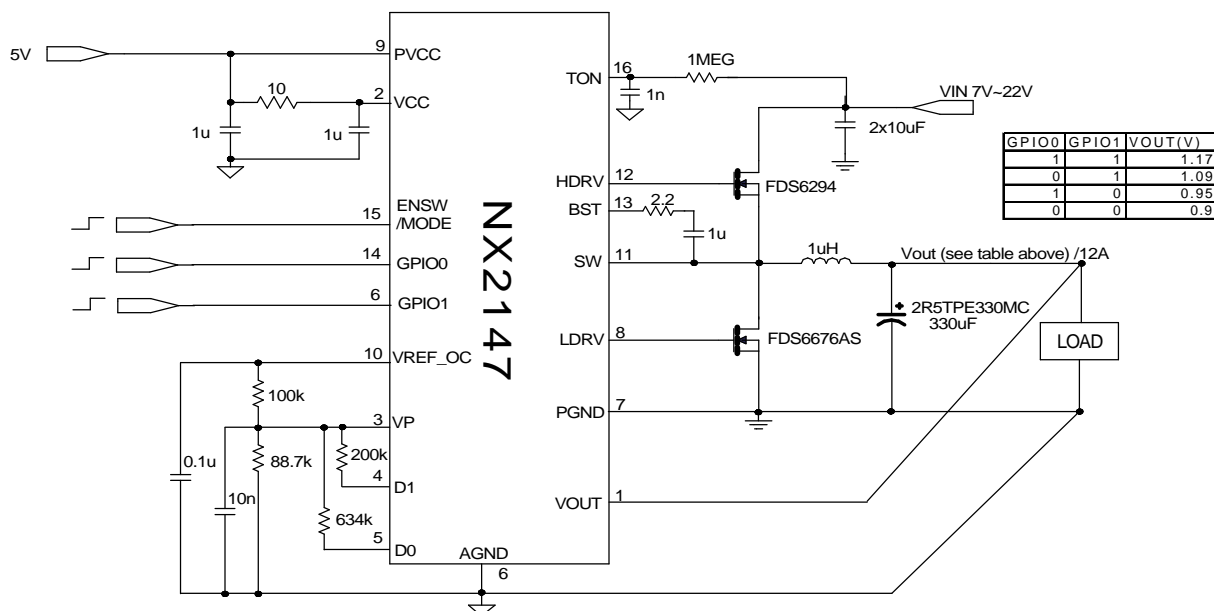 5V
9
PVCC
10
2
VCC
1u
1u
ENSW
/MODE
15
14
GPIO0
6
GPIO1
10
VREF_OC
100k
3
VP
200k
88.7k
0.1u
10n
4
D1
634k
5
D0
AGND
6
NX2147
TON
16
1MEG
1n
VIN 7V~22V
2x10uF
HDRV
12
FDS6294
BST
13
2.2
1u
SW
11
1uH
Vout (see table above) /12A
2R5TPE330MC
330uF
LDRV
8
FDS6676AS
LOAD
PGND
7
VOUT
1
GPIO0 GPIO1 VOUT(V)
1 1 1.17
0 1 1.09
1 0 0.95
0 0 0.9